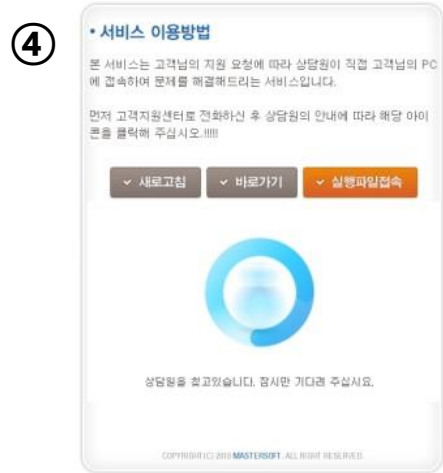 ④
• 서비스 이용방법
본 서비스는 고객님의 지원 요청에 따라 상담원이 직접 고객님의 PC
에 접속하여 문제를 해결해드리는 서비스입니다.
먼저 고객지원센터로 전화하신 후 상담원의 안내에 따라 해당 아이
콘을 클릭해 주십시오.!!!!!
새로고침 바로가기 실행파일접속
상담원을 찾고있습니다. 잠시만 기다려 주십시요.
COPYRIGHT (C) 2010 MASTERSOFT. ALL RIGHT RESERVED.